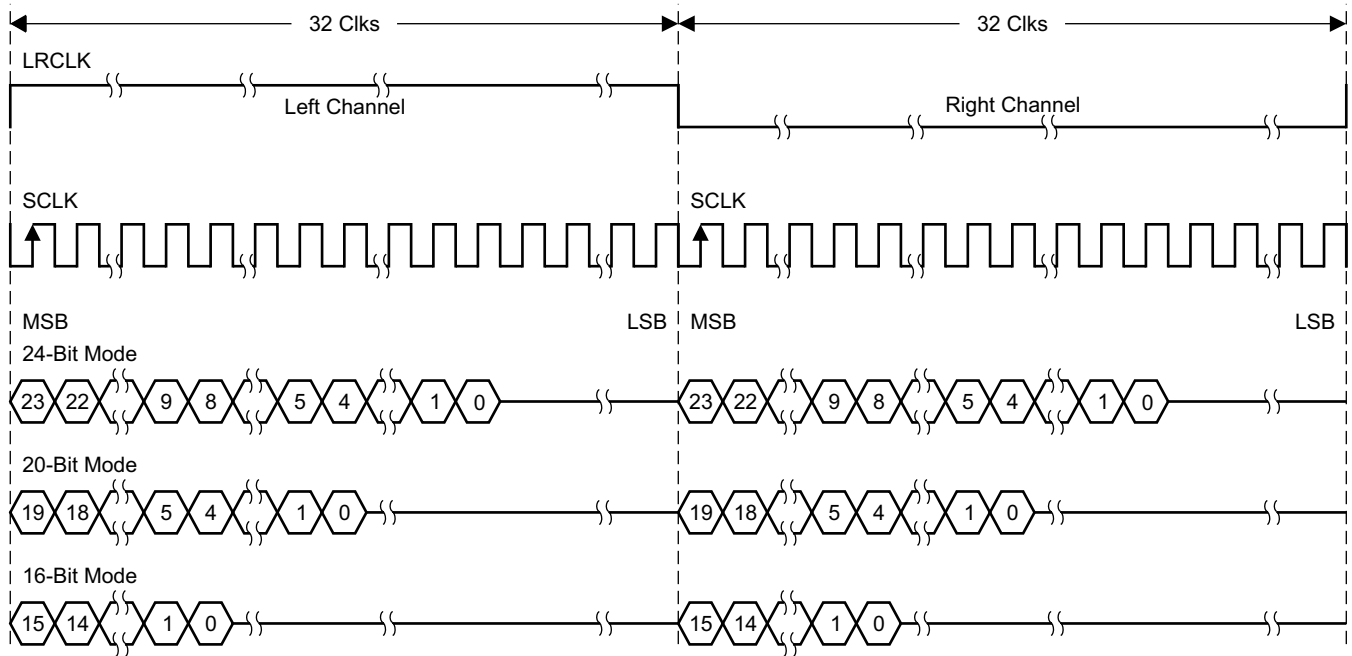 32 Clks 32 Clks
LRCLK
Left Channel Right Channel
SCLK SCLK
MSB LSB MSB LSB
24-Bit Mode
23 22 9 8 5 4 1 0 23 22 9 8 5 4 1 0
20-Bit Mode
19 18 5 4 1 0 19 18 5 4 1 0
16-Bit Mode
15 14 1 0 15 14 1 0